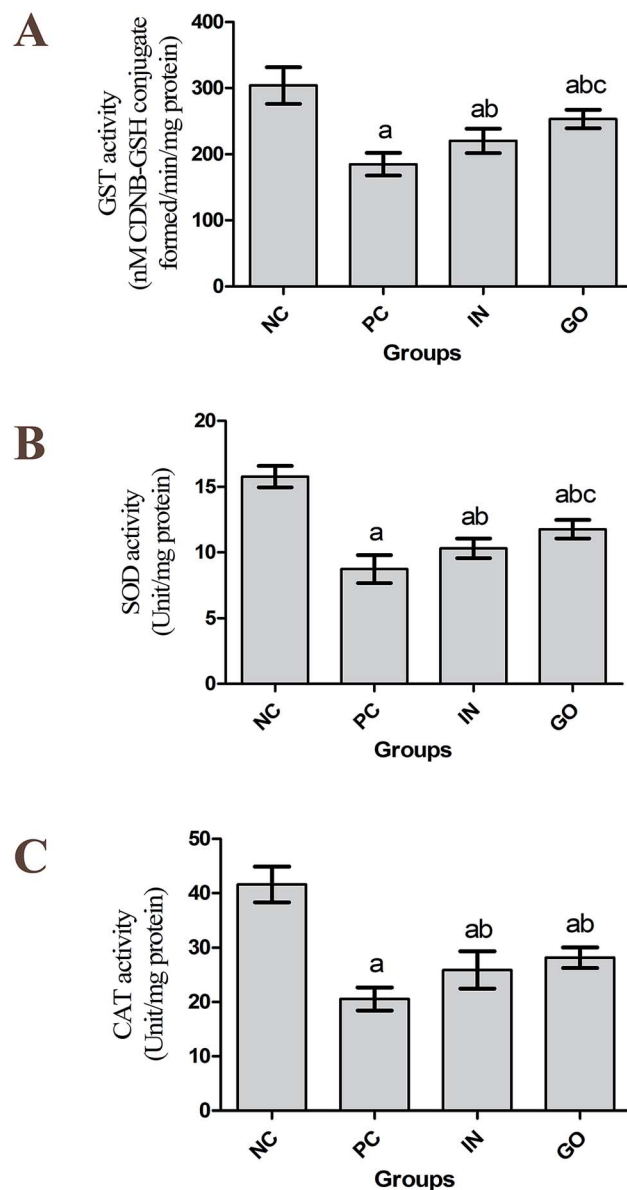 A
GST activity
(nM CDNB-GSH conjugate
formed/min/mg protein)
400
300
200
100
0
a
ab
abc
NC
PC
IN
GO
Groups
B
SOD activity
(Unit/mg protein)
20
15
10
5
0
a
ab
abc
NC
PC
IN
GO
Groups
C
CAT activity
(Unit/mg protein)
50
40
30
20
10
0
a
ab
ab
NC
PC
IN
GO
Groups